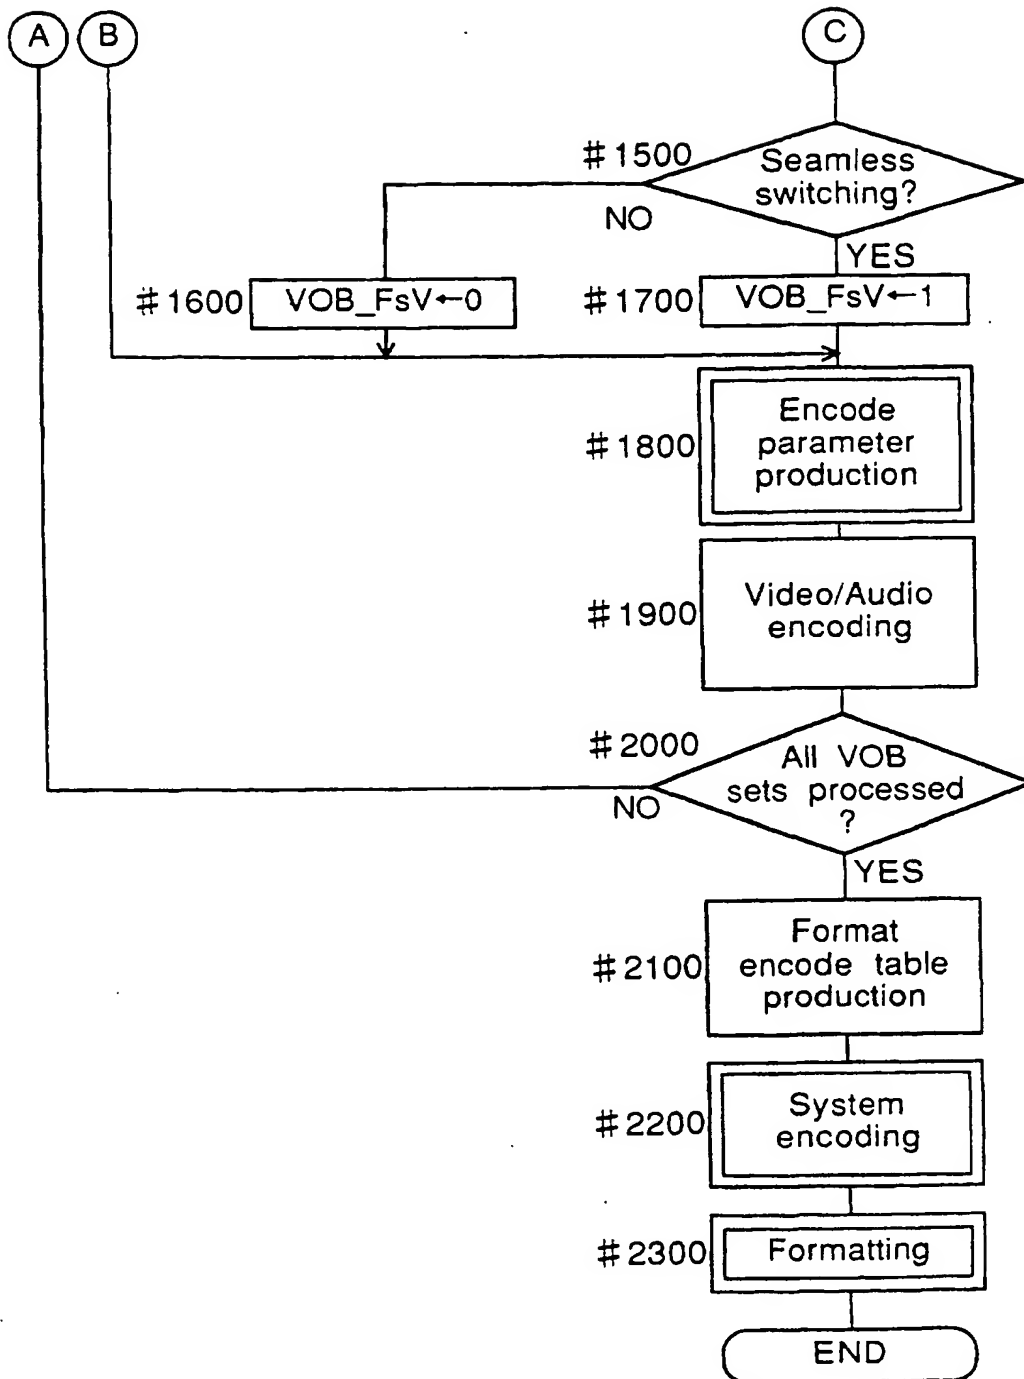 A B C
#1500 Seamless
switching?
NO
YES
#1600 VOB_FsV←0 #1700 VOB_FsV←1
Encode
#1800 parameter
production
#1900 Video/Audio
encoding
#2000 All VOB
sets processed
NO ?
YES
Format
#2100 encode table
production
#2200 System
encoding
#2300 Formatting
END